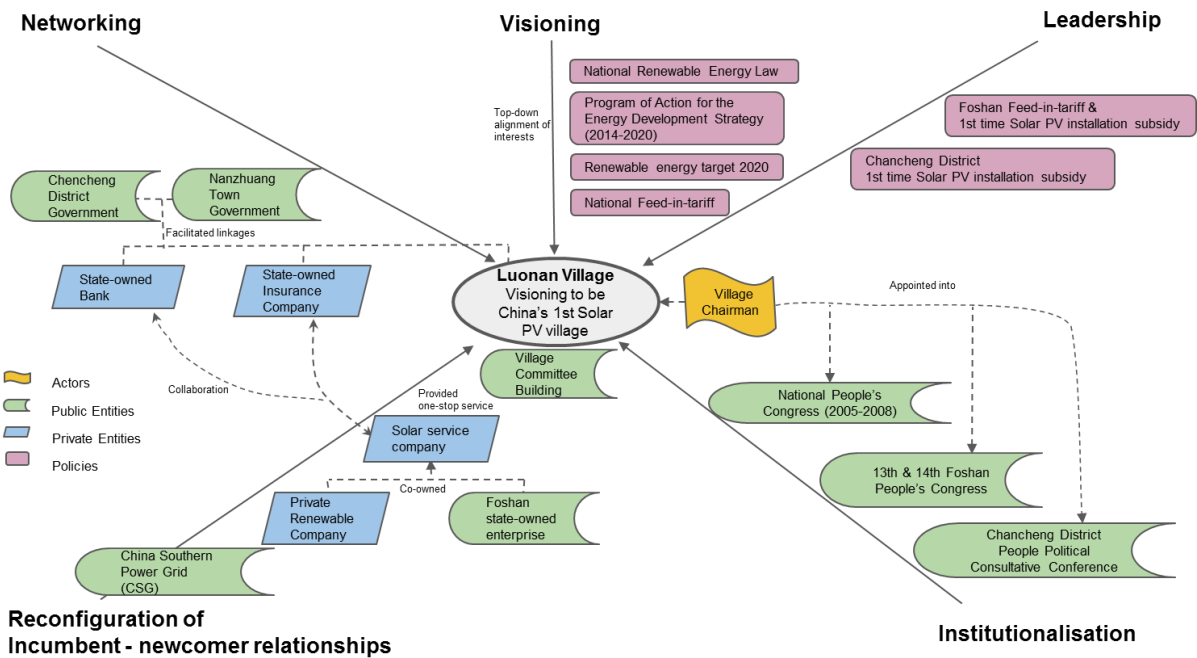 Networking
Visioning
Leadership
National Renewable Energy Law
Top-down
alignment of
interests
Program of Action for the
Energy Development Strategy
(2014-2020)
Renewable energy target 2020
National Feed-in-tariff
Foshan Feed-in-tariff &
1st time Solar PV installation subsidy
Chancheng District
1st time Solar PV installation subsidy
Chencheng
District
Government
Nanzhuang
Town
Government
Facilitated linkages
State-owned
Bank
State-owned
Insurance
Company
Luonan Village
Visioning to be
China's 1st Solar
PV village
Village
Chairman
Appointed into
Village
Committee
Building
Actors
Public Entities
Private Entities
Policies
Collaboration
Provided
one-stop service
Solar service
company
Co-owned
Private
Renewable
Company
Foshan
state-owned
enterprise
China Southern
Power Grid
(CSG)
National People's
Congress (2005-2008)
13th & 14th Foshan
People's Congress
Chancheng District
People Political
Consultative Conference
Reconfiguration of
Incumbent - newcomer relationships
Institutionalisation